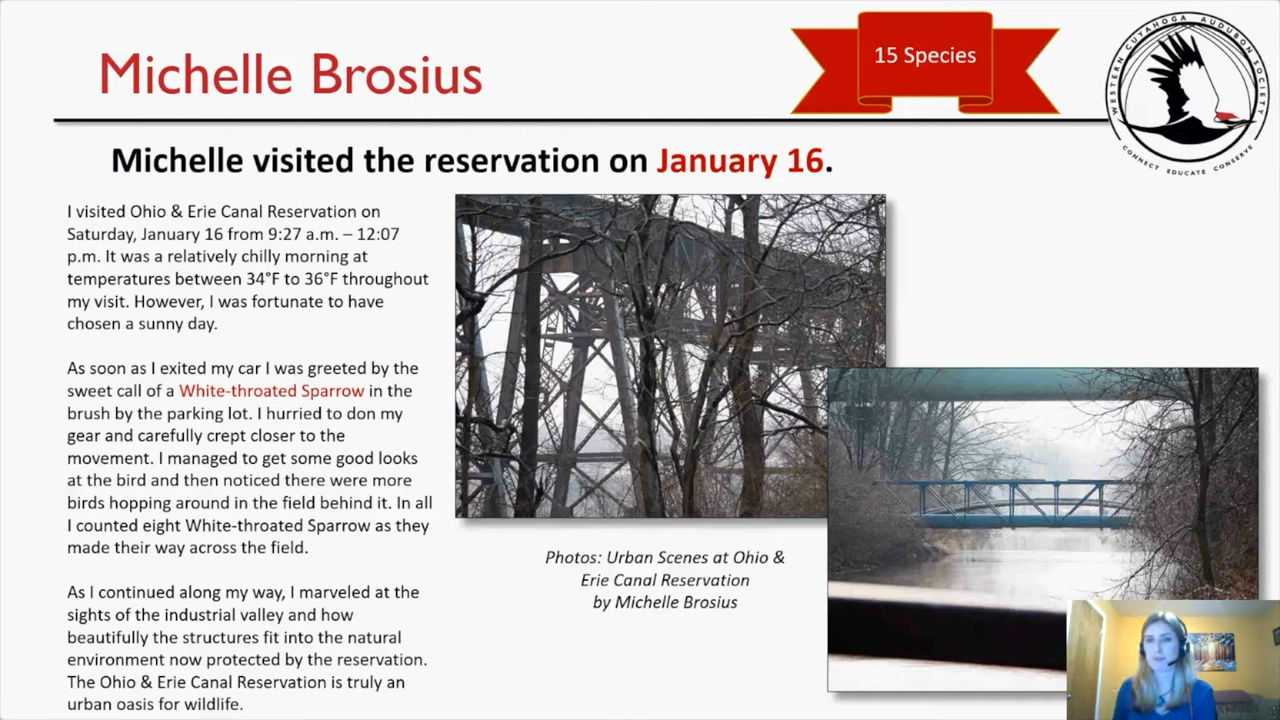 Michelle Brosius
15 Species
WESTERN CUYAHOGA AUDUBON SOCIETY
CONNECT EDUCATE CONSERVE
Michelle visited the reservation on January 16.
I visited Ohio & Erie Canal Reservation on
Saturday, January 16 from 9:27 a.m. – 12:07
p.m. It was a relatively chilly morning at
temperatures between 34°F to 36°F throughout
my visit. However, I was fortunate to have
chosen a sunny day.
As soon as I exited my car I was greeted by the
sweet call of a White-throated Sparrow in the
brush by the parking lot. I hurried to don my
gear and carefully crept closer to the
movement. I managed to get some good looks
at the bird and then noticed there were more
birds hopping around in the field behind it. In all
I counted eight White-throated Sparrow as they
made their way across the field.
As I continued along my way, I marveled at the
sights of the industrial valley and how
beautifully the structures fit into the natural
environment now protected by the reservation.
The Ohio & Erie Canal Reservation is truly an
urban oasis for wildlife.
Photos: Urban Scenes at Ohio &
Erie Canal Reservation
by Michelle Brosius